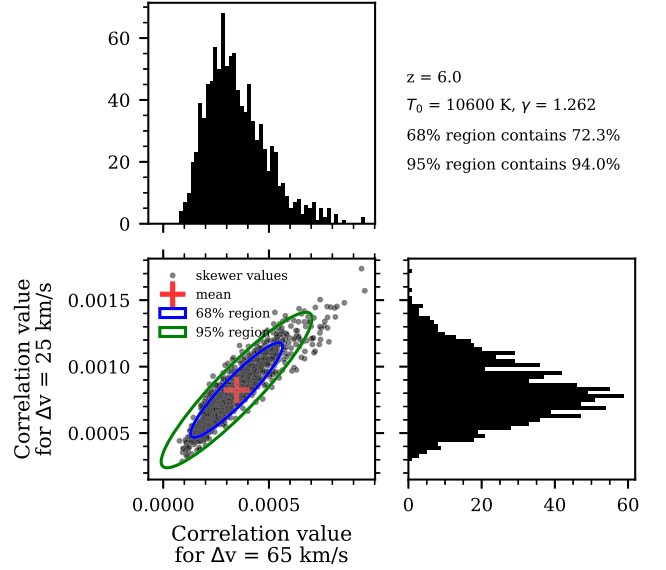 60
40
20
0
z = 6.0
T₀ = 10600 K, γ = 1.262
68% region contains 72.3%
95% region contains 94.0%
Correlation value
for Δv = 25 km/s
0.0015
0.0010
0.0005
skewer values
mean
68% region
95% region
0.0000 0.0005
Correlation value
for Δv = 65 km/s
0 20 40 60